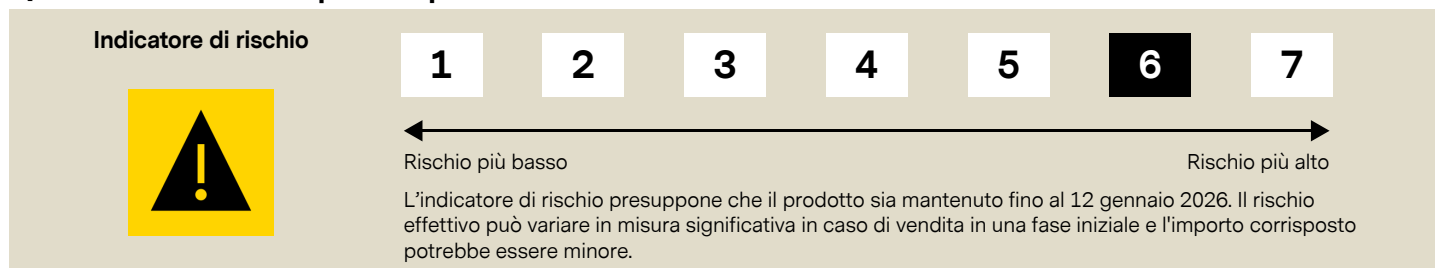 Indicatore di rischio
1 2 3 4 5 6 7
Rischio più basso
Rischio più alto
L'indicatore di rischio presuppone che il prodotto sia mantenuto fino al 12 gennaio 2026. Il rischio
effettivo può variare in misura significativa in caso di vendita in una fase iniziale e l'importo corrisposto
potrebbe essere minore.